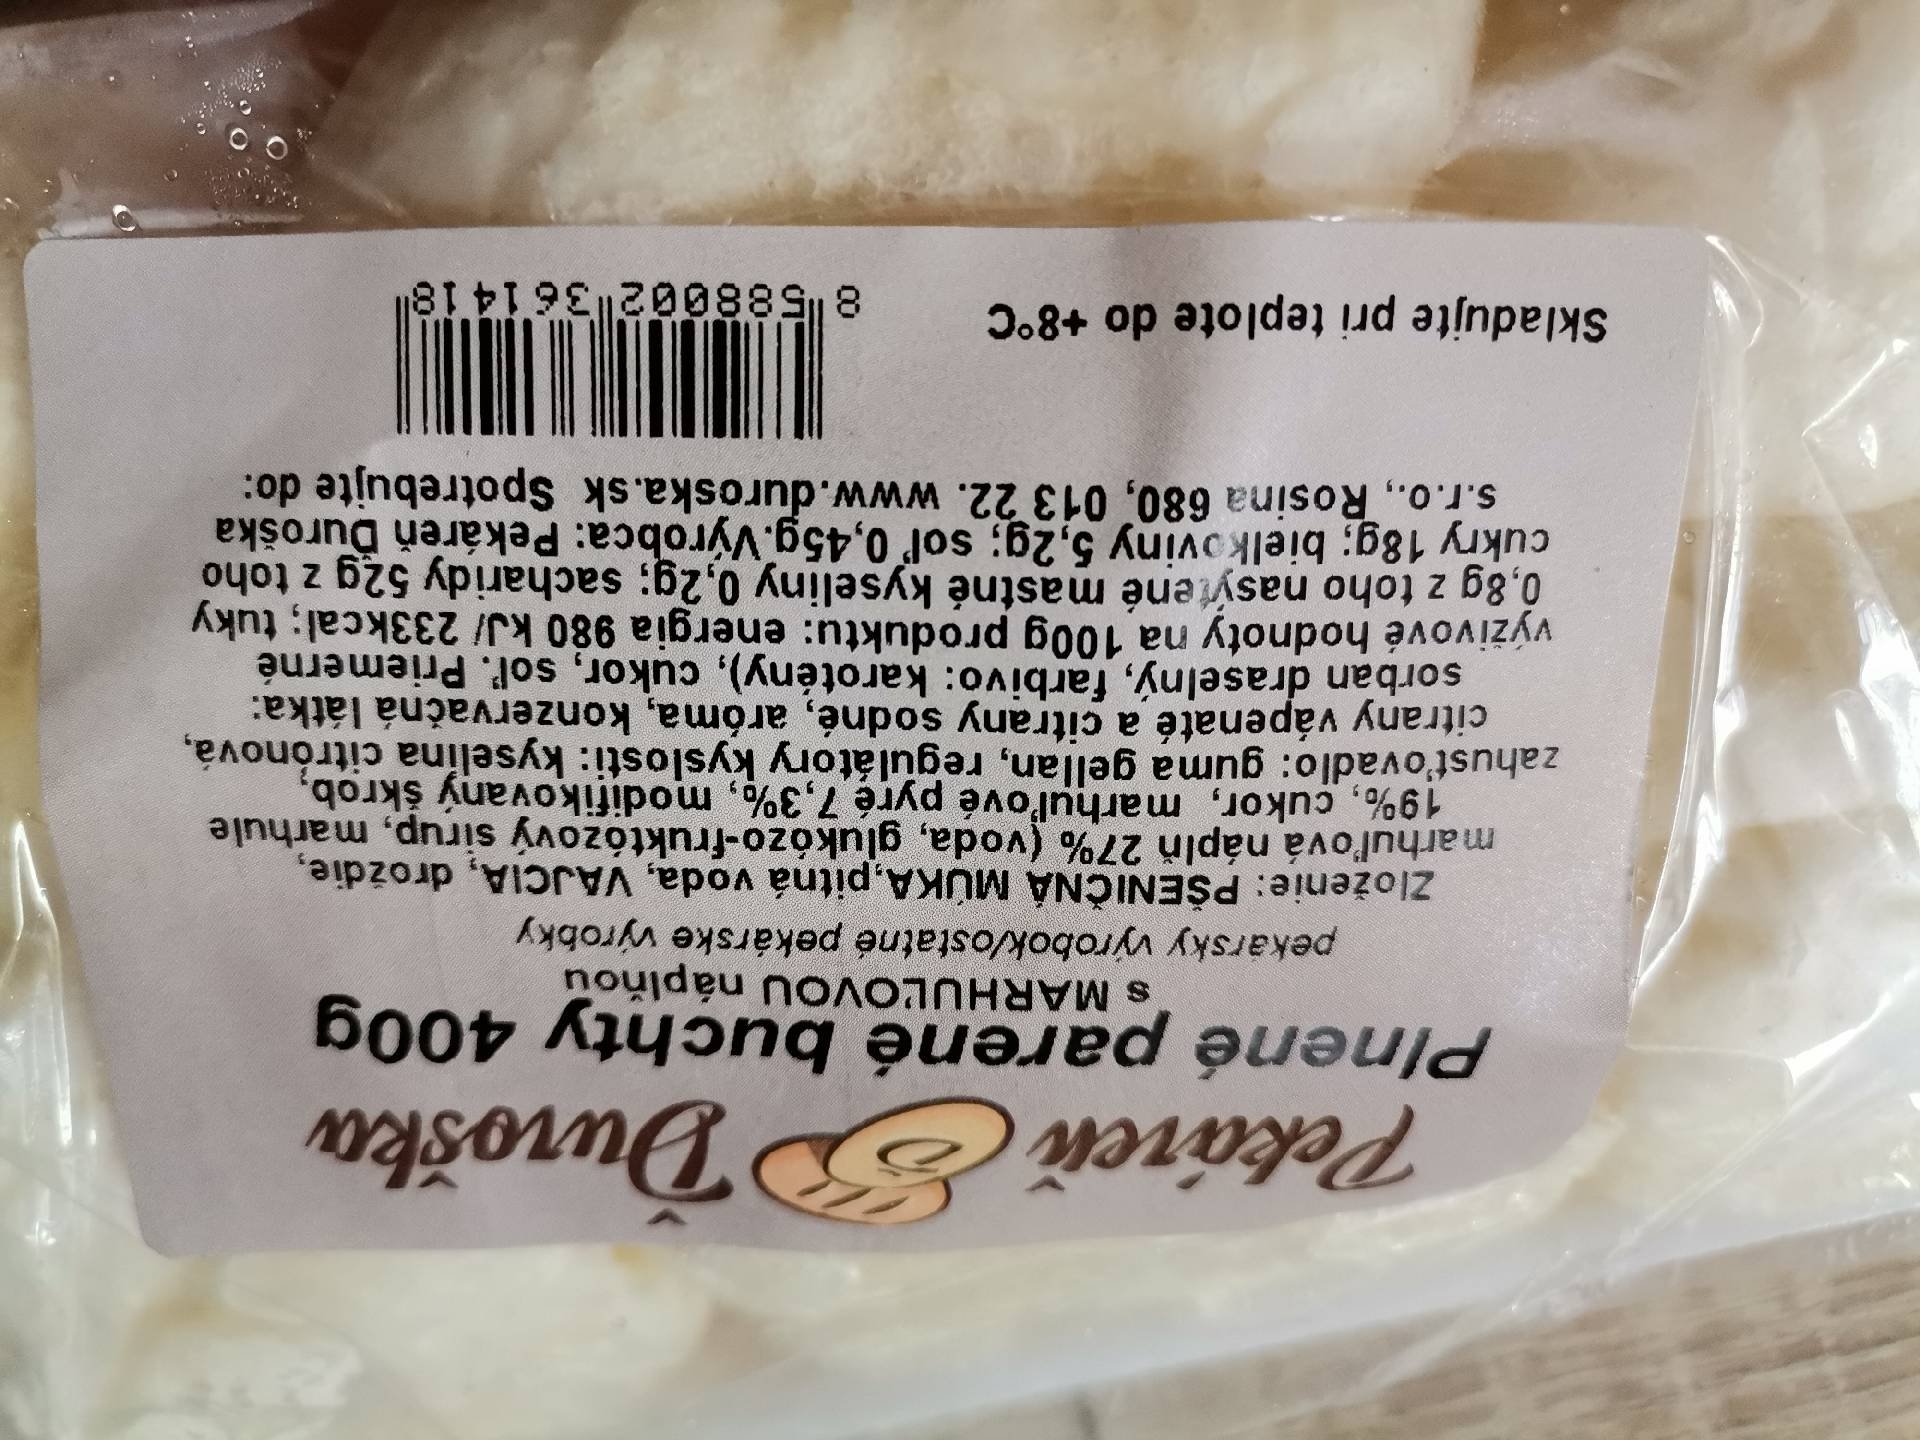 Pekáreň Ďuroška
Plnené parené buchty 400g
s MARHUĽOVOU náplňou
pekársky výrobok/ostatné pekárske výrobky
Zloženie: PŠENIČNÁ MÚKA,pitná voda, VAJCIA, droždie,
marhuľová náplň 27% (voda, glukózo-fruktózový sirup, marhule
19%, cukor, marhuľové pyré 7,3%, modifikovaný škrob,
zahusťovadlo: guma gellan, regulátory kyslosti: kyselina citrónová,
citrany vápenaté a citrany sodné, aróma, konzervačná látka:
sorban draselný, farbivo: karotény), cukor, soľ. Priemerné
výživové hodnoty na 100g produktu: energia 980 kJ/ 233kcal; tuky
0,8g z toho nasýtené mastné kyseliny 0,2g; sacharidy 52g z toho
cukry 18g; bielkoviny 5,2g; soľ 0,45g.Výrobca: Pekáreň Ďuroška
s.r.o., Rosina 680, 013 22. www.duroska.sk Spotrebujte do:
Skladujte pri teplote do +8°C
8 588002 361418